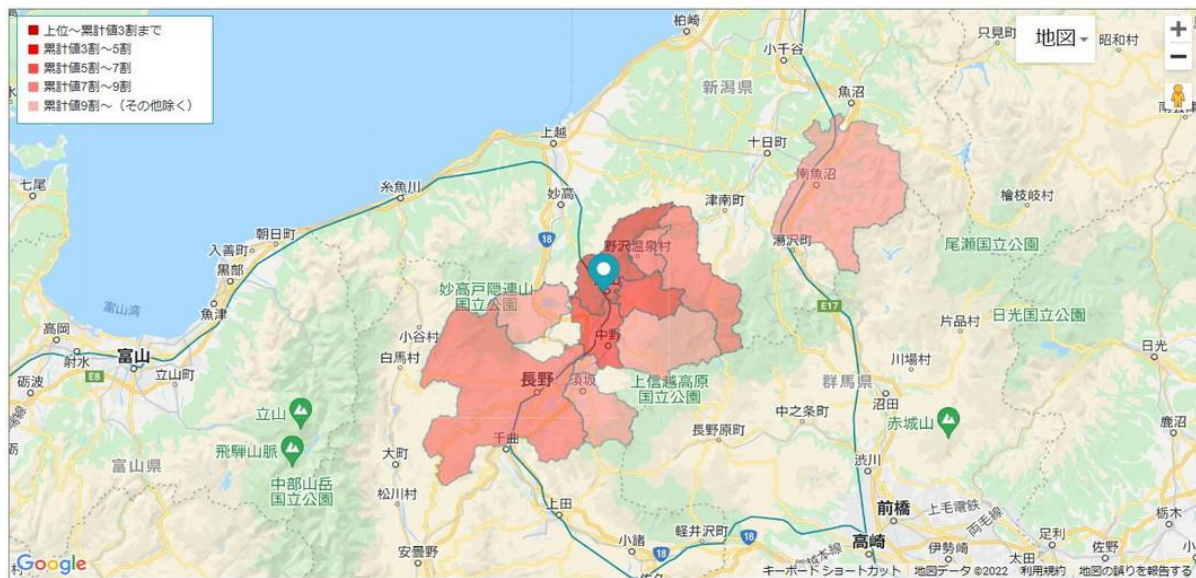 上位～累計値3割まで
累計値3割～5割
累計値5割～7割
累計値7割～9割
累計値9割～（その他除く）
地図
柏崎
小千谷
只見町
昭和村
新潟県
魚沼
上越
十日町
七尾
糸魚川
妙高
津南町
南魚沼
檜枝岐村
朝日町
入善町
18
野沢温泉村
湯沢町
尾瀬国立公園
黒部
富山湾
魚津
妙高戸隠連山
国立公園
E17
日光国立公園
高岡
射水
富山
小谷村
中野
片品村
日光
砺波
E8
立山町
白馬村
長野
須坂
上信越高原
国立公園
川場村
群馬県
沼田
立山
中之条町
赤城山
鹿沼
飛騨山脈
千曲
長野原町
富山県
大町
中部山岳
国立公園
渋川
松川村
上田
前橋
上毛電鉄
両毛線
栃木
軽井沢町
足利
小諸
18
安曇野
高崎
伊勢崎
太田
佐野
Google
キーボード ショートカット
地図データ ©2022
利用規約
地図の誤りを報告する